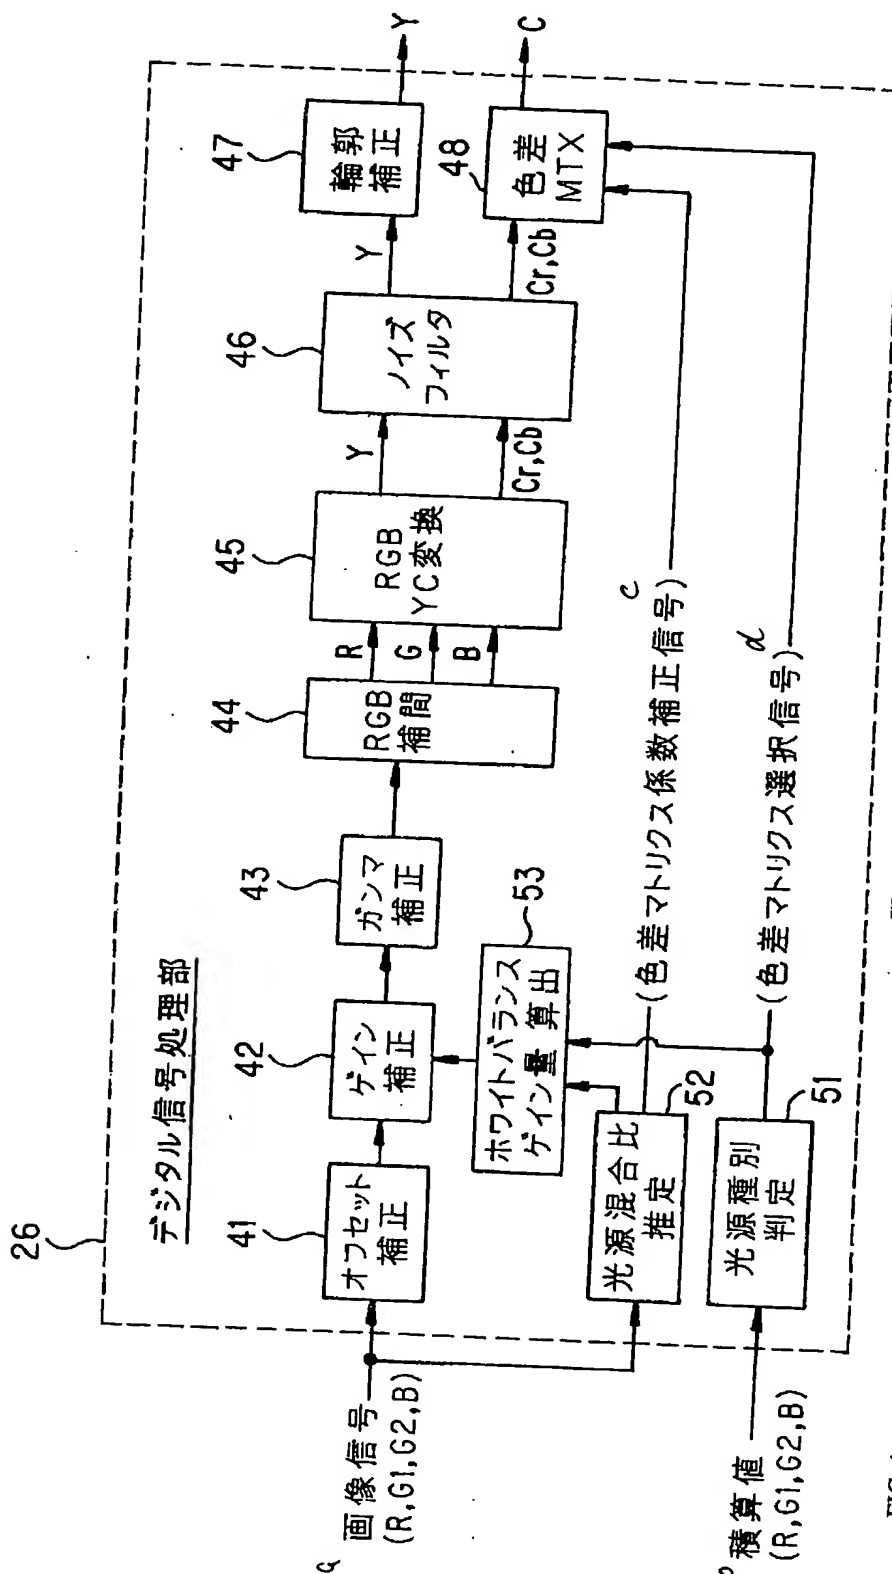 26
デジタル信号処理部
a
画像信号
(R,G1,G2,B)
41
オフセット
補正
42
ゲイン
補正
43
ガンマ
補正
44
RGB
補間
R
G
B
45
RGB
YC変換
Y
Cr,Cb
46
ノイズ
フィルタ
Y
Cr,Cb
47
輪郭
補正
Y
48
色差
MTX
C
53
ホワイトバランス
ゲイン量 算出
52
光源混合比
推定
(色差マトリクス係数補正信号)
c
積算値
(R,G1,G2,B)
51
光源種別
判定
(色差マトリクス選択信号)
d